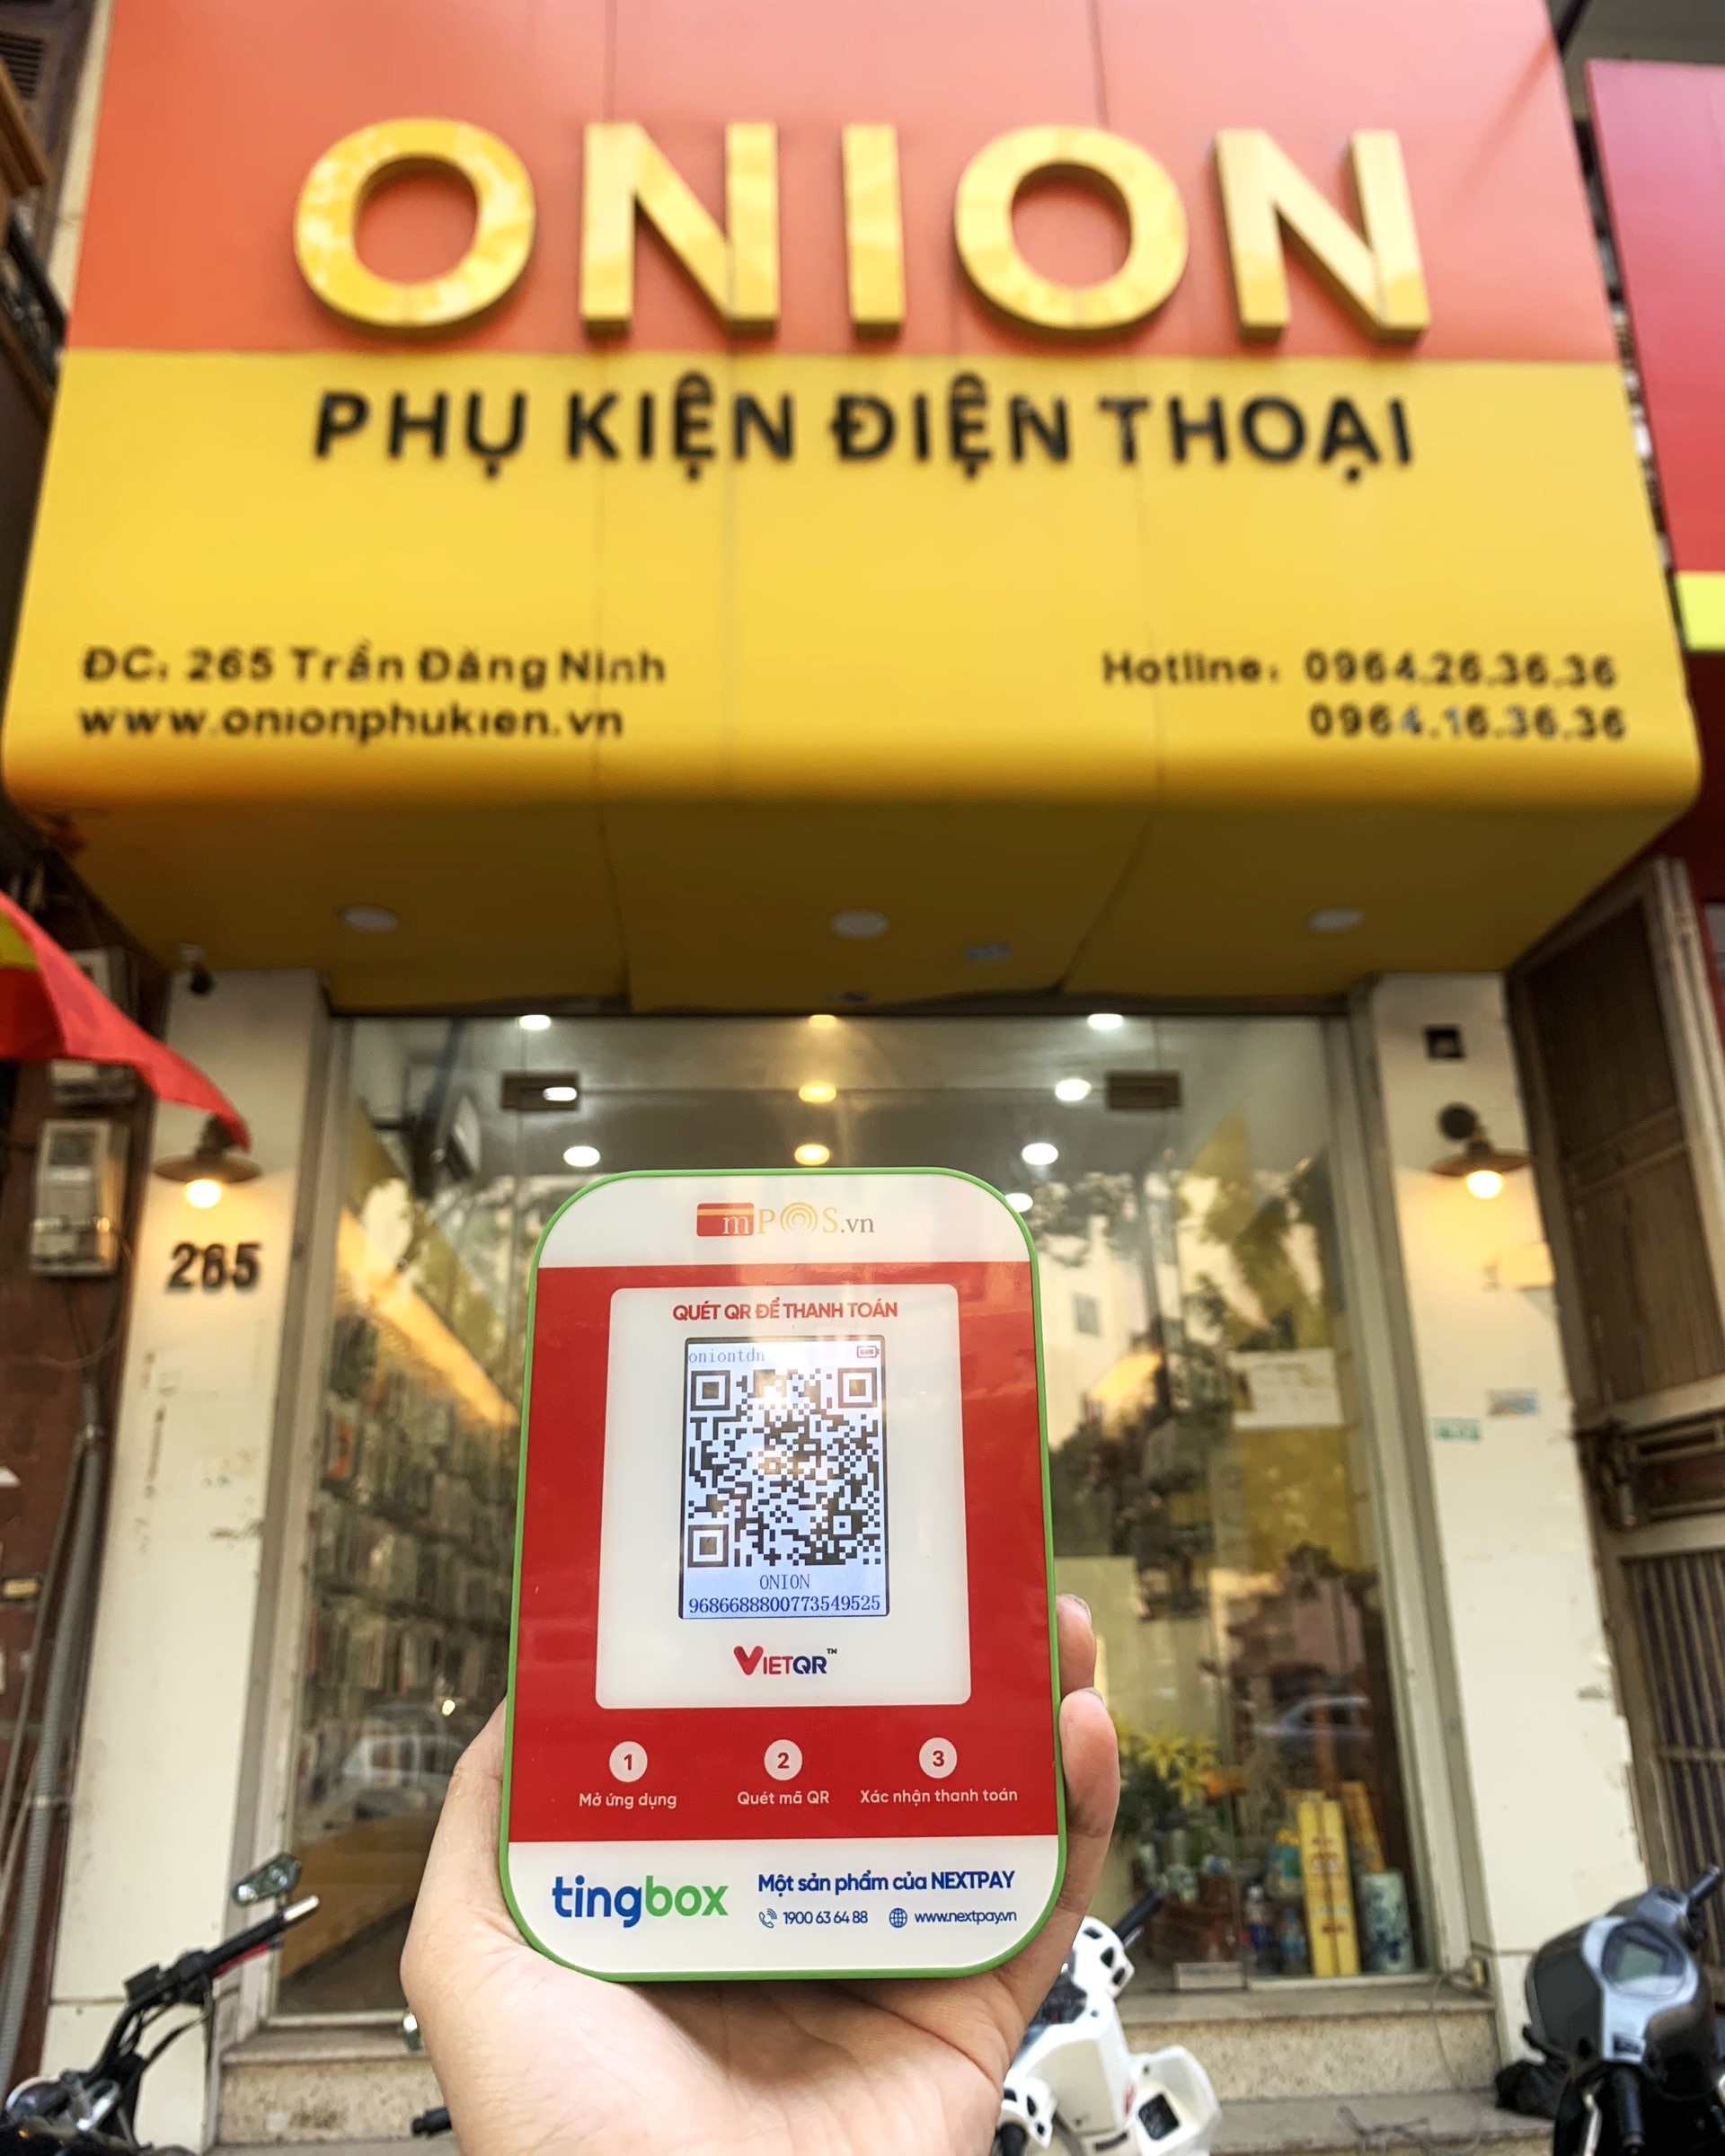 ONION
PHỤ KIỆN ĐIỆN THOẠI
ĐC: 265 Trần Đăng Ninh
www.onionphukien.vn
Hotline: 0964.26.36.36
0964.16.36.36
265
mPOS.vn
QUÉT QR ĐỂ THANH TOÁN
oniontdn
ONION
9686688800773549525
VIETQR™
1 Mở ứng dụng
2 Quét mã QR
3 Xác nhận thanh toán
tingbox
Một sản phẩm của NEXTPAY
1900 63 64 88 www.nextpay.vn